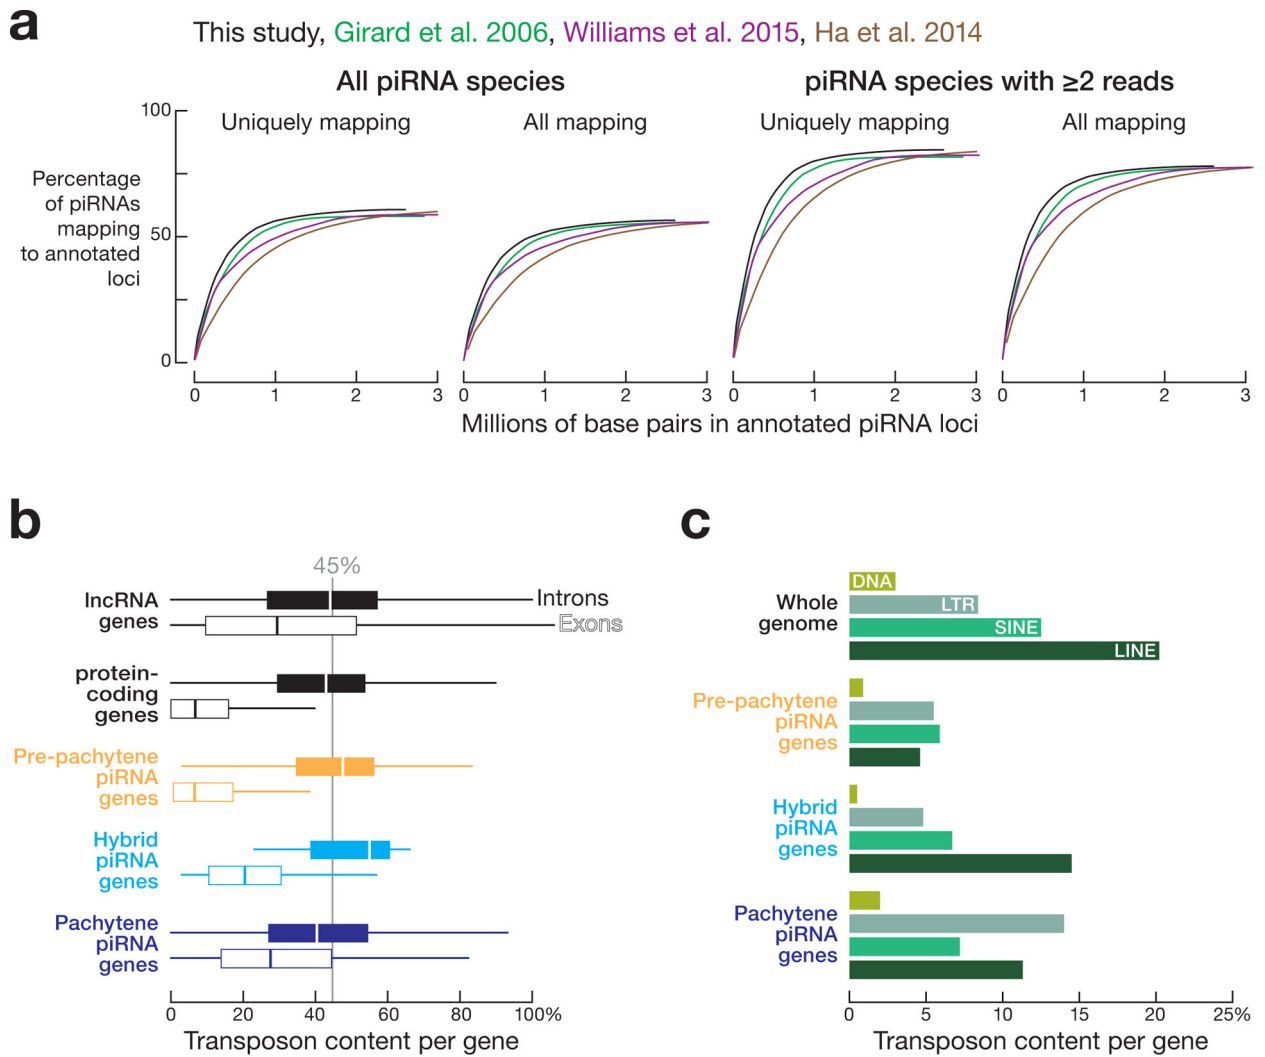 a
This study, Girard et al. 2006, Williams et al. 2015, Ha et al. 2014
All piRNA species
piRNA species with ≥2 reads
Uniquely mapping
All mapping
Uniquely mapping
All mapping
Percentage
of piRNAs
mapping
to annotated
loci
100
50
0
0 1 2 3
0 1 2 3
0 1 2 3
0 1 2 3
Millions of base pairs in annotated piRNA loci
b
45%
lncRNA
genes
Introns
Exons
protein-
coding
genes
Pre-pachytene
piRNA
genes
Hybrid
piRNA
genes
Pachytene
piRNA
genes
0 20 40 60 80 100%
Transposon content per gene
c
Whole
genome
DNA
LTR
SINE
LINE
Pre-pachytene
piRNA
genes
Hybrid
piRNA
genes
Pachytene
piRNA
genes
0 5 10 15 20 25%
Transposon content per gene